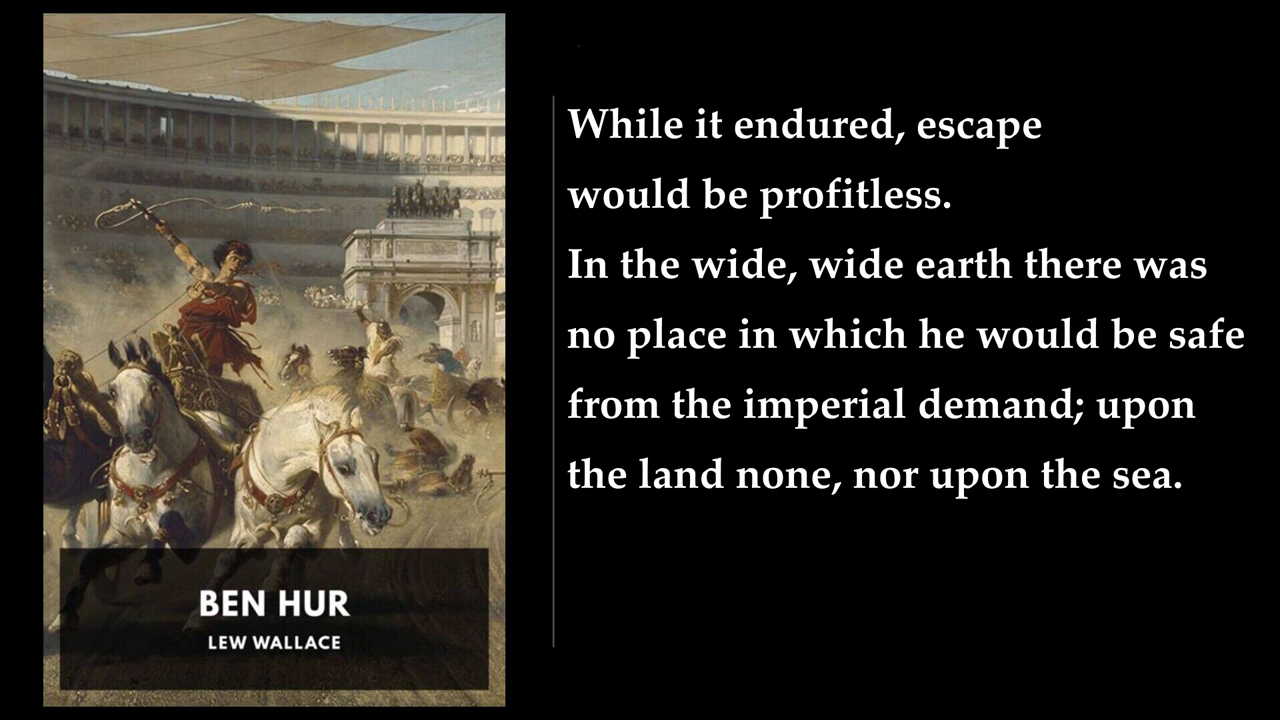 While it endured, escape
would be profitless.
In the wide, wide earth there was
no place in which he would be safe
from the imperial demand; upon
the land none, nor upon the sea.
BEN HUR
LEW WALLACE